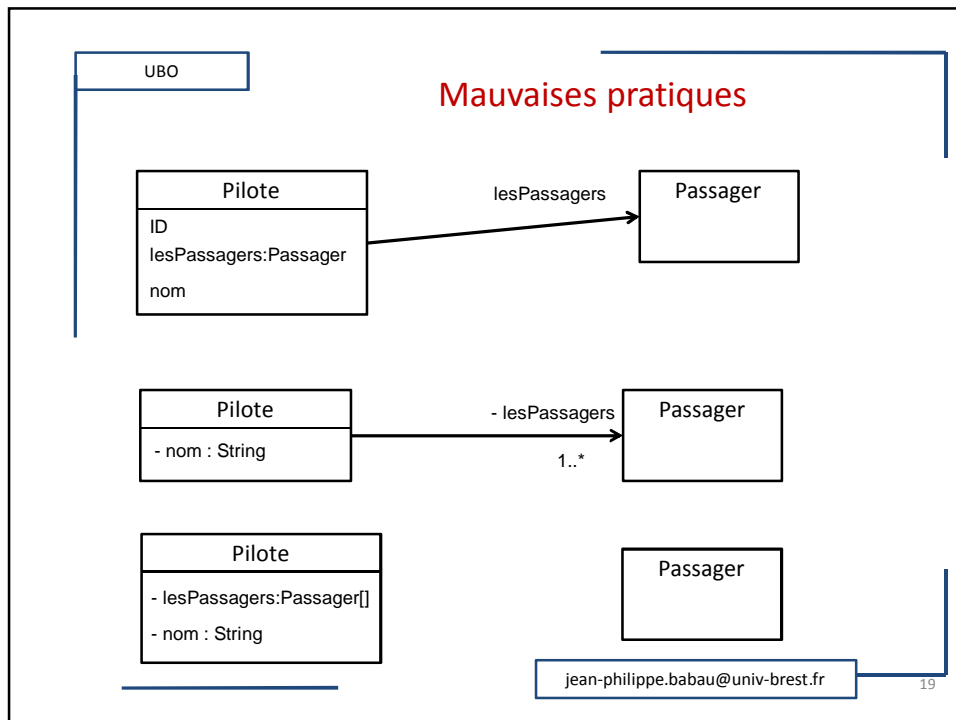 UBO
Mauvaises pratiques
Pilote
ID
lesPassagers:Passager
nom
lesPassagers
Passager
Pilote
- nom : String
- lesPassagers
1..*
Passager
Pilote
- lesPassagers:Passager[]
- nom : String
Passager
jean-philippe.babau@univ-brest.fr
19